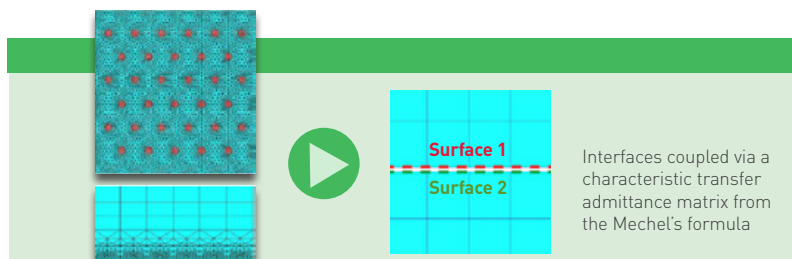 Surface 1
Surface 2
Interfaces coupled via a
characteristic transfer
admittance matrix from
the Mechel's formula